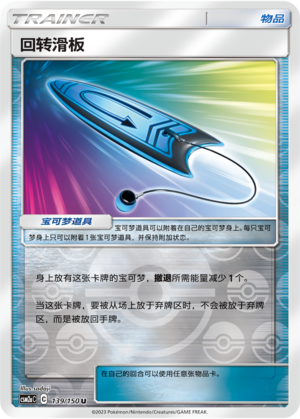 TRAINER
物品
回转滑板
宝可梦道具
宝可梦道具可以附着在自己的宝可梦身上。每只宝可
梦身上只可以附着1张宝可梦道具，并保持附加状态。
身上放有这张卡牌的宝可梦，撤退所需能量减少1个。
当这张卡牌，要被从场上放于弃牌区时，不会被放于弃牌
区，而是被放回手牌。
Illus. sadaji
在自己的回合可以使用任意张物品卡。
CSM2aC C 139/150 U
©2023 Pokémon/Nintendo/Creatures/GAME FREAK.